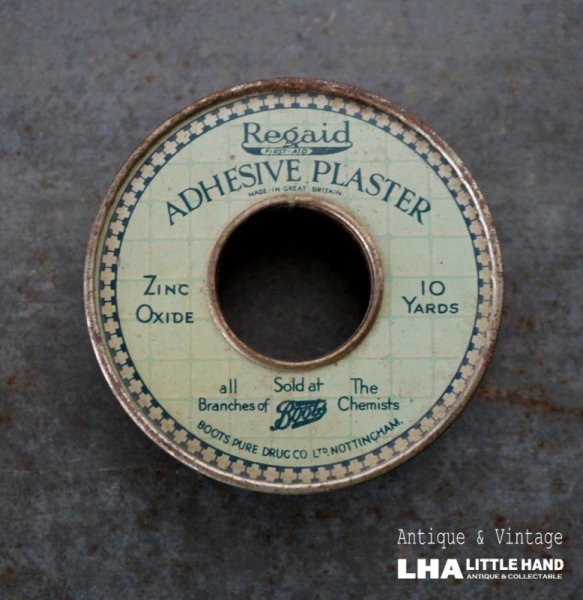 Regaid
FIRST-AID
ADHESIVE PLASTER
MADE IN GREAT BRITAIN
ZINC
OXIDE
10
YARDS
all Sold at The
Branches of Boots Chemists
BOOTS PURE DRUG CO LTD NOTTINGHAM.
Antique & Vintage
LHA LITTLE HAND
ANTIQUE & COLLECTABLE